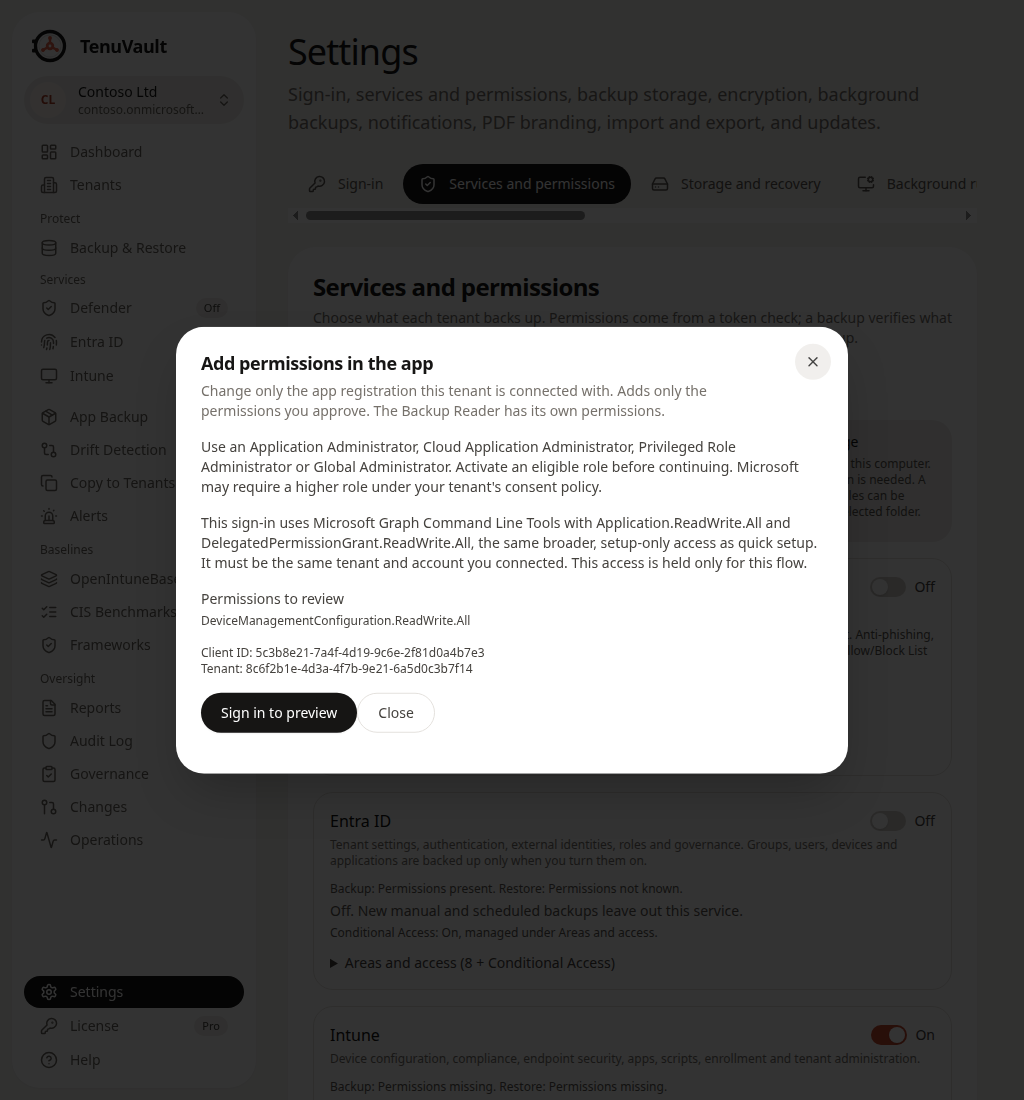 TenuVault
CL
Contoso Ltd
contoso.onmicrosoft...
Dashboard
Tenants
Protect
Backup & Restore
Services
Defender
Off
Entra ID
Intune
App Backup
Drift Detection
Copy to Tenants
Alerts
Baselines
OpenIntuneBas
CIS Benchmarks
Frameworks
Oversight
Reports
Audit Log
Governance
Changes
Operations
Settings
License
Pro
Help
Settings
Sign-in, services and permissions, backup storage, encryption, background
backups, notifications, PDF branding, import and export, and updates.
Sign-in
Services and permissions
Storage and recovery
Background r
Services and permissions
Choose what each tenant backs up. Permissions come from a token check; a backup verifies what
p.
ge
this computer.
n is needed. A
es can be
lected folder.
Off
. Anti-phishing,
llow/Block List
Add permissions in the app
Change only the app registration this tenant is connected with. Adds only the
permissions you approve. The Backup Reader has its own permissions.
Use an Application Administrator, Cloud Application Administrator, Privileged Role
Administrator or Global Administrator. Activate an eligible role before continuing. Microsoft
may require a higher role under your tenant's consent policy.
This sign-in uses Microsoft Graph Command Line Tools with Application.ReadWrite.All and
DelegatedPermissionGrant.ReadWrite.All, the same broader, setup-only access as quick setup.
It must be the same tenant and account you connected. This access is held only for this flow.
Permissions to review
DeviceManagementConfiguration.ReadWrite.All
Client ID: 5c3b8e21-7a4f-4d19-9c6e-2f81d0a4b7e3
Tenant: 8c6f2b1e-4d3a-4f7b-9e21-6a5d0c3b7f14
Sign in to preview
Close
Entra ID
Off
Tenant settings, authentication, external identities, roles and governance. Groups, users, devices and
applications are backed up only when you turn them on.
Backup: Permissions present. Restore: Permissions not known.
Off. New manual and scheduled backups leave out this service.
Conditional Access: On, managed under Areas and access.
Areas and access (8 + Conditional Access)
Intune
On
Device configuration, compliance, endpoint security, apps, scripts, enrollment and tenant administration.
Backup: Permissions missing. Restore: Permissions missing.